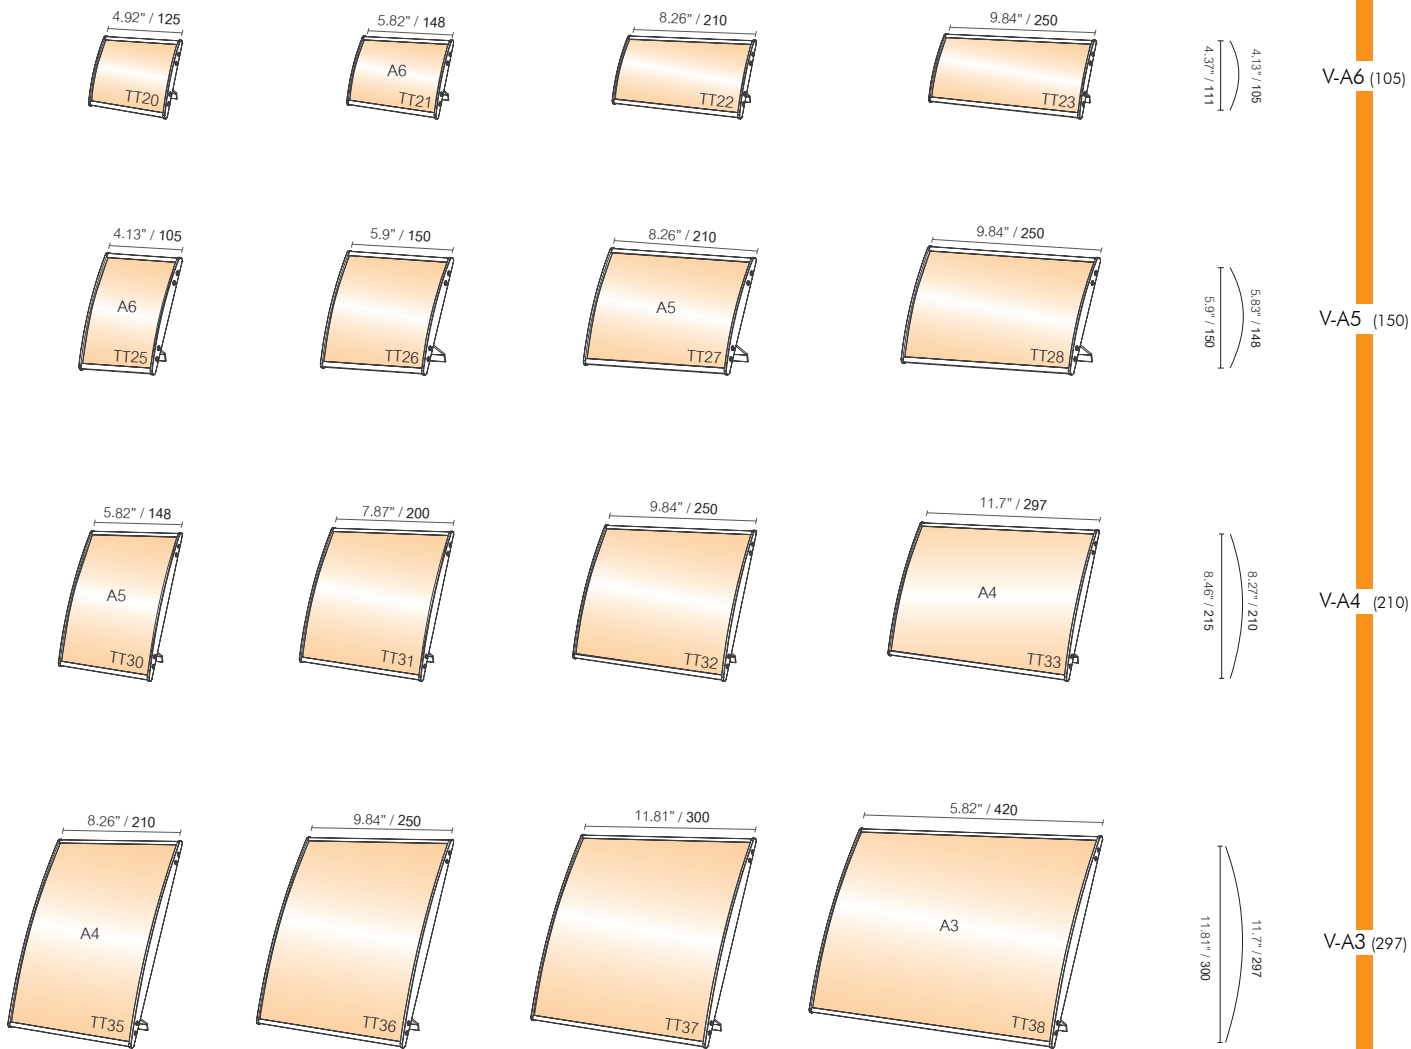 4.92” / 125
5.82” / 148
8.26” / 210
9.84” / 250
A6
TT20
TT21
TT22
TT23
4.37” / 111
4.13” / 105
V-A6 (105)
4.13” / 105
5.9” / 150
8.26” / 210
9.84” / 250
A6
A5
TT25
TT26
TT27
TT28
5.9” / 150
5.83” / 148
V-A5 (150)
5.82” / 148
7.87” / 200
9.84” / 250
11.7” / 297
A5
A4
TT30
TT31
TT32
TT33
8.46” / 215
8.27” / 210
V-A4 (210)
8.26” / 210
9.84” / 250
11.81” / 300
5.82” / 420
A4
A3
TT35
TT36
TT37
TT38
11.81” / 300
11.7” / 297
V-A3 (297)